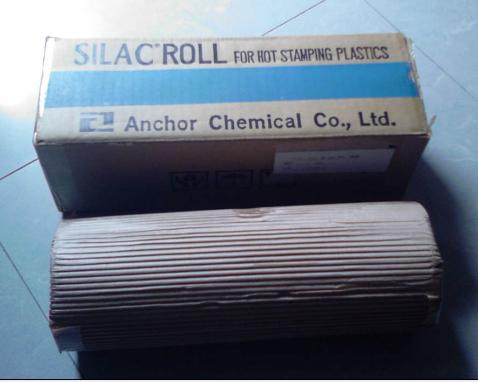 SILAC®ROLL FOR HOT STAMPING PLASTICS
Anchor Chemical Co., Ltd.